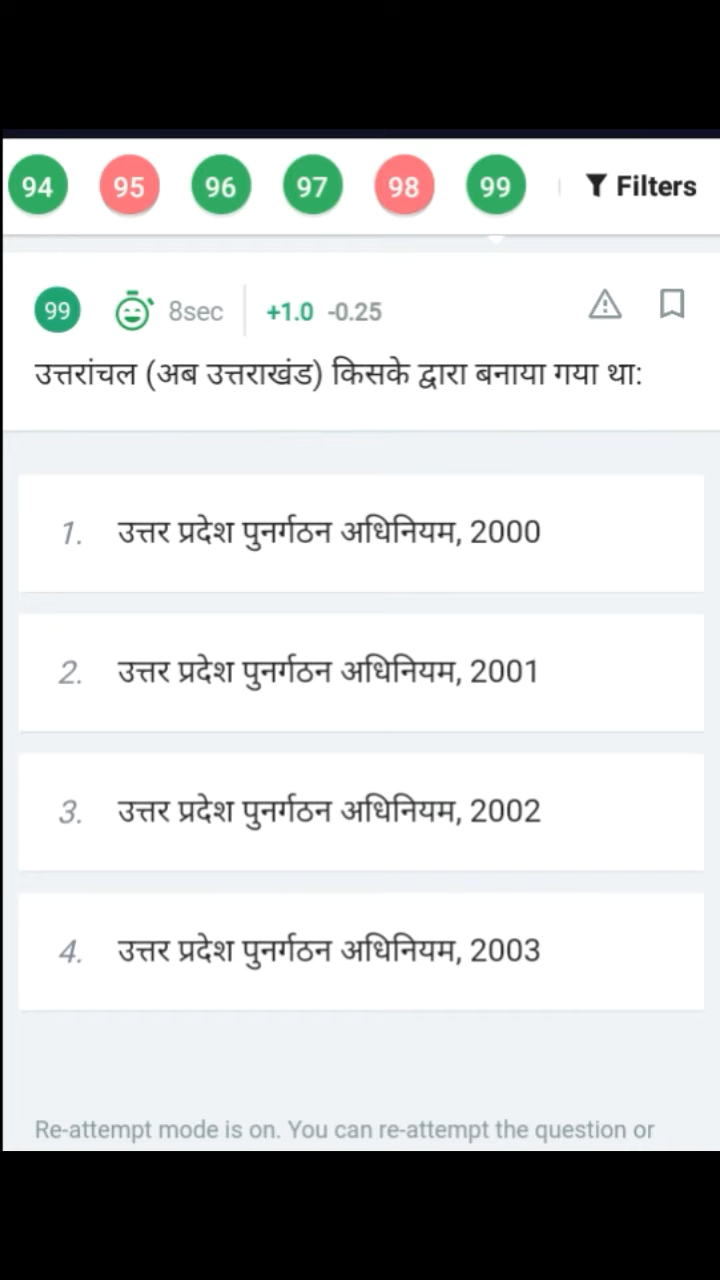 94 95 96 97 98 99 Filters
99 8sec +1.0 -0.25
उत्तरांचल (अब उत्तराखंड) किसके द्वारा बनाया गया था:
1. उत्तर प्रदेश पुनर्गठन अधिनियम, 2000
2. उत्तर प्रदेश पुनर्गठन अधिनियम, 2001
3. उत्तर प्रदेश पुनर्गठन अधिनियम, 2002
4. उत्तर प्रदेश पुनर्गठन अधिनियम, 2003
Re-attempt mode is on. You can re-attempt the question or